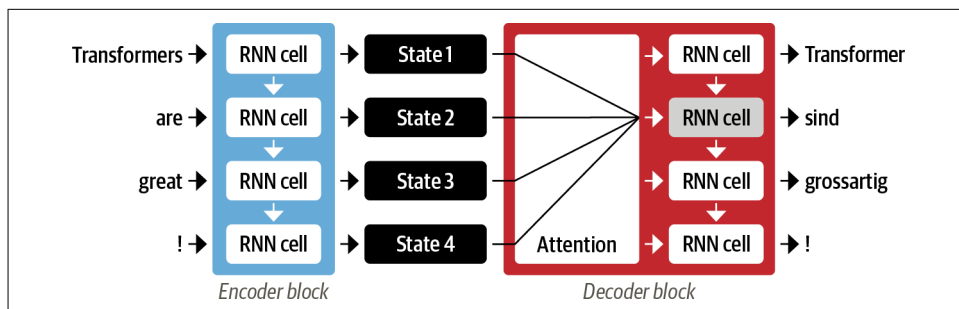 Transformers RNN cell State 1 RNN cell Transformer
are RNN cell State 2 RNN cell sind
great RNN cell State 3 RNN cell grossartig
! RNN cell State 4 Attention RNN cell !
Encoder block Decoder block